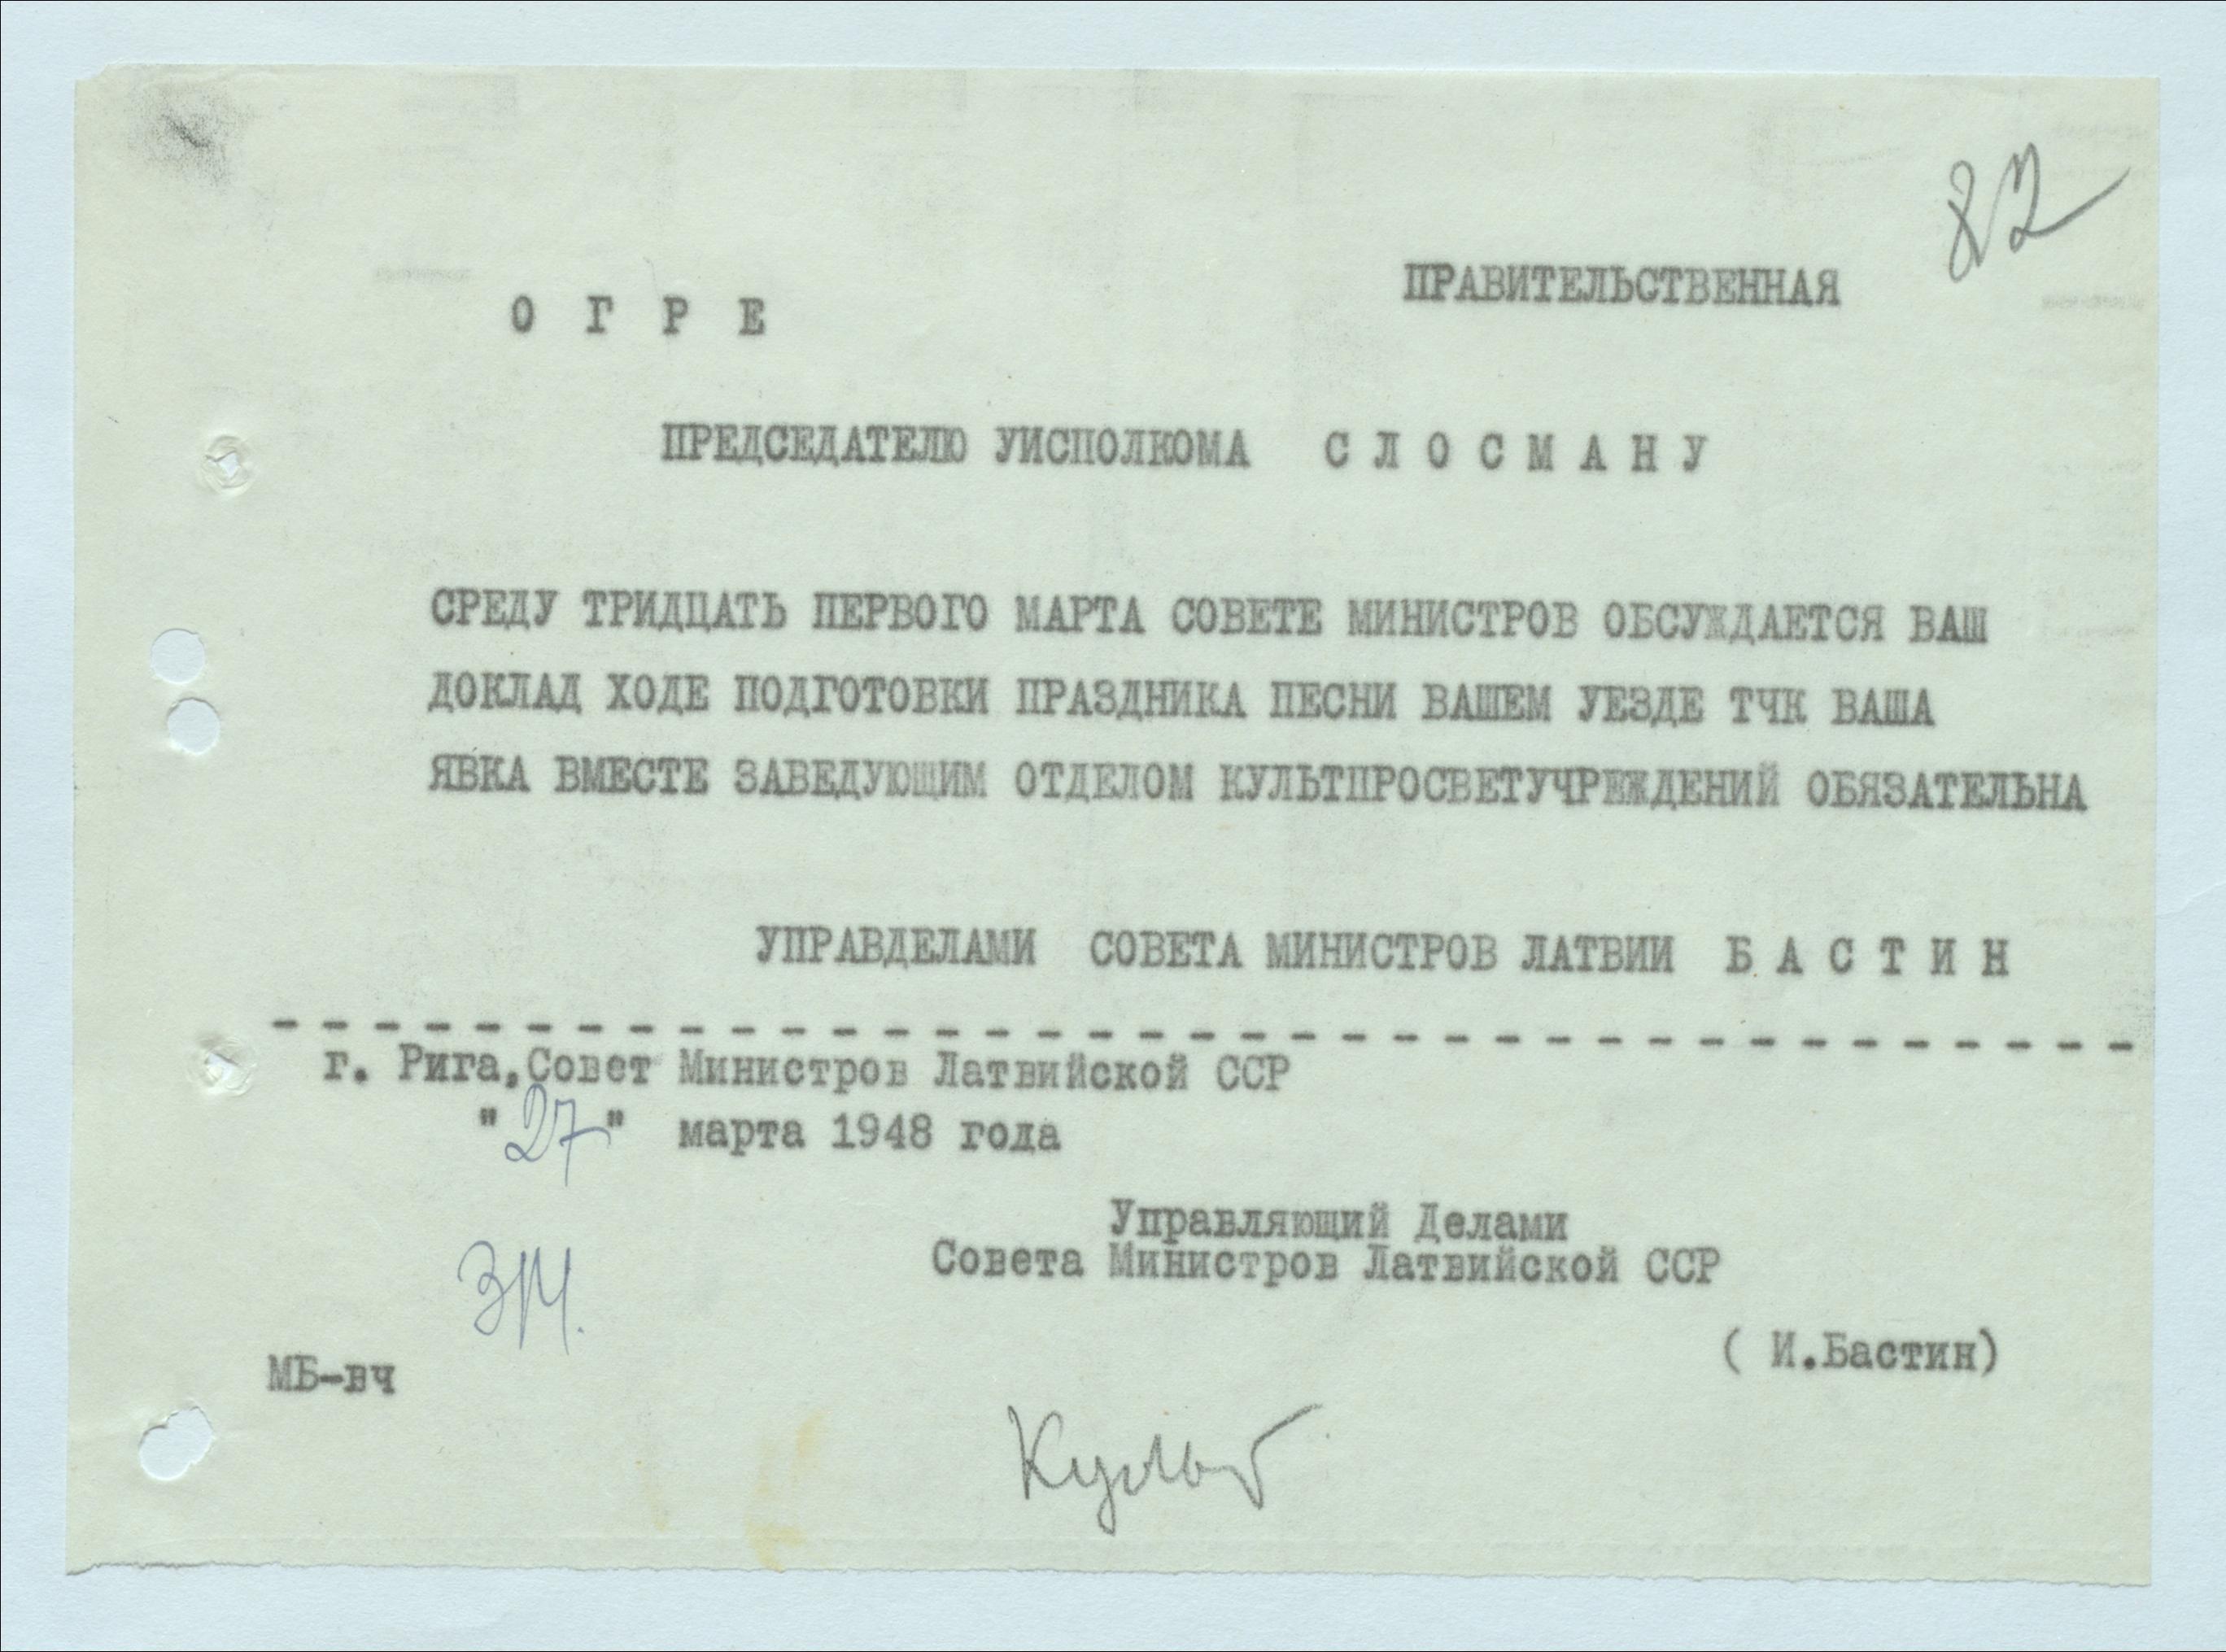 82
ПРАВИТЕЛЬСТВЕННАЯ
О Г Р Е
ПРЕДСЕДАТЕЛЮ УИСПОЛКОМА С Л О С М А Н У
СРЕДУ ТРИДЦАТЬ ПЕРВОГО МАРТА СОВЕТЕ МИНИСТРОВ ОБСУЖДАЕТСЯ ВАШ
ДОКЛАД ХОДЕ ПОДГОТОВКИ ПРАЗДНИКА ПЕСНИ ВАШЕМ УЕЗДЕ ТЧК ВАША
ЯВКА ВМЕСТЕ ЗАВЕДУЮЩИМ ОТДЕЛОМ КУЛЬТПРОСВЕТУЧРЕЖДЕНИЙ ОБЯЗАТЕЛЬНА
УПРАВДЕЛАМИ СОВЕТА МИНИСТРОВ ЛАТВИИ Б А С Т И Н
г. Рига, Совет Министров Латвийской ССР
"27" марта 1948 года
Управляющий Делами
Совета Министров Латвийской ССР
( И.Бастин)
МБ-вч